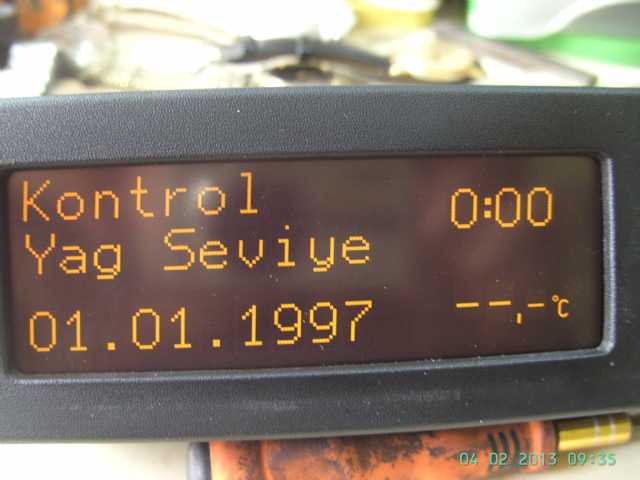 Kontrol
0:00
Yag Seviye
01.01.1997
--,-°C
04 02 2013 09:35